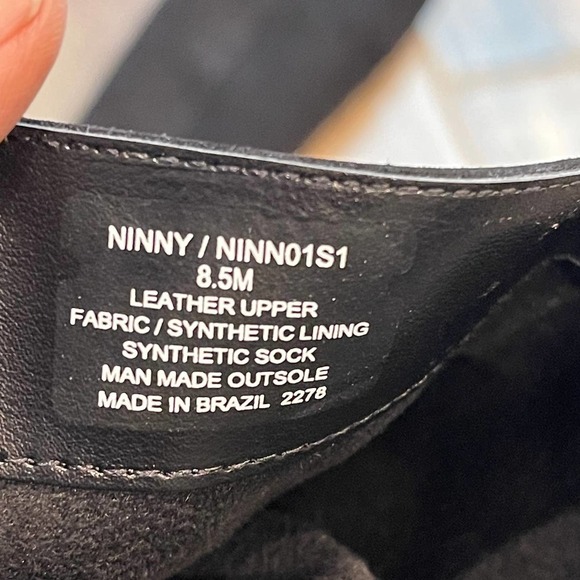 NINNY / NINN01S1
8.5M
LEATHER UPPER
FABRIC / SYNTHETIC LINING
SYNTHETIC SOCK
MAN MADE OUTSOLE
MADE IN BRAZIL 2278